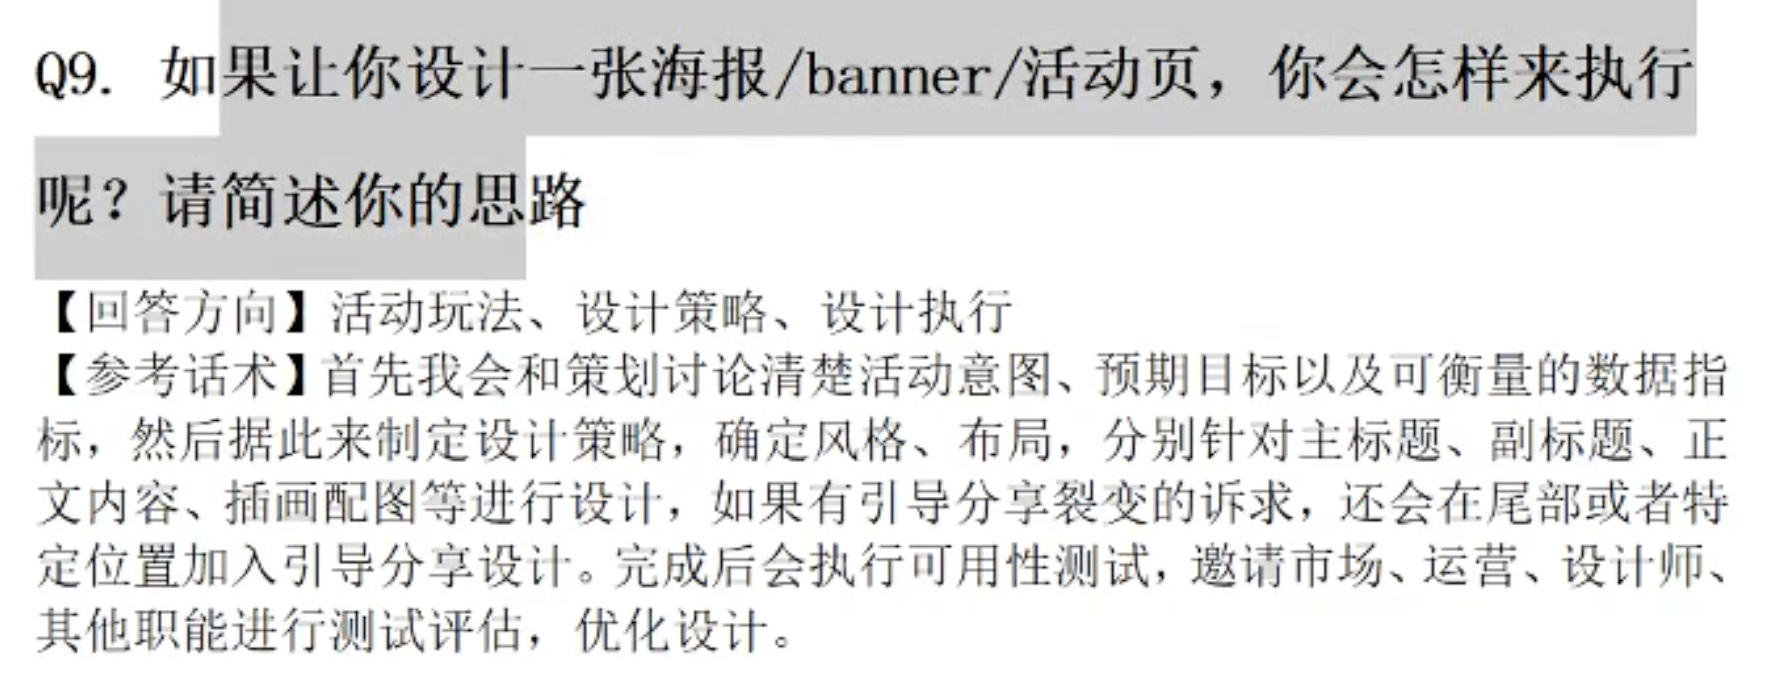 Q9. 如果让你设计一张海报/banner/活动页，你会怎样来执行
呢？请简述你的思路
【回答方向】活动玩法、设计策略、设计执行
【参考话术】首先我会和策划讨论清楚活动意图、预期目标以及可衡量的数据指
标，然后据此来制定设计策略，确定风格、布局，分别针对主标题、副标题、正
文内容、插画配图等进行设计，如果有引导分享裂变的诉求，还会在尾部或者特
定位置加入引导分享设计。完成后会执行可用性测试，邀请市场、运营、设计师、
其他职能进行测试评估，优化设计。